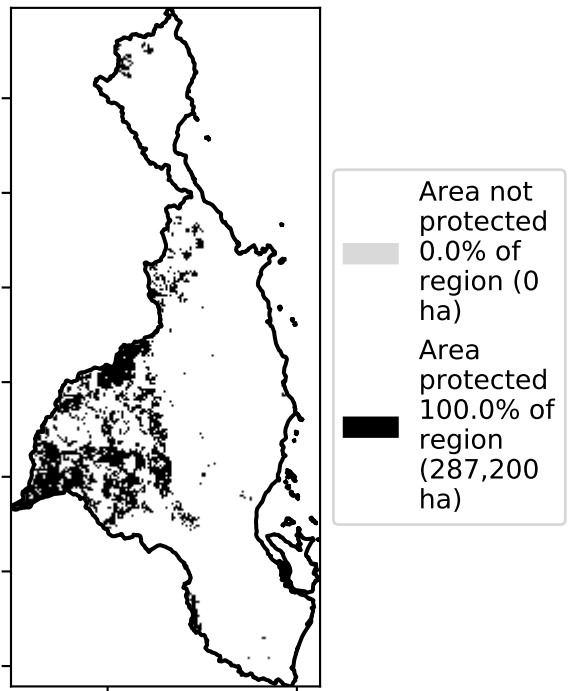 Area not
protected
0.0% of
region (0
ha)
Area
protected
100.0% of
region
(287,200
ha)